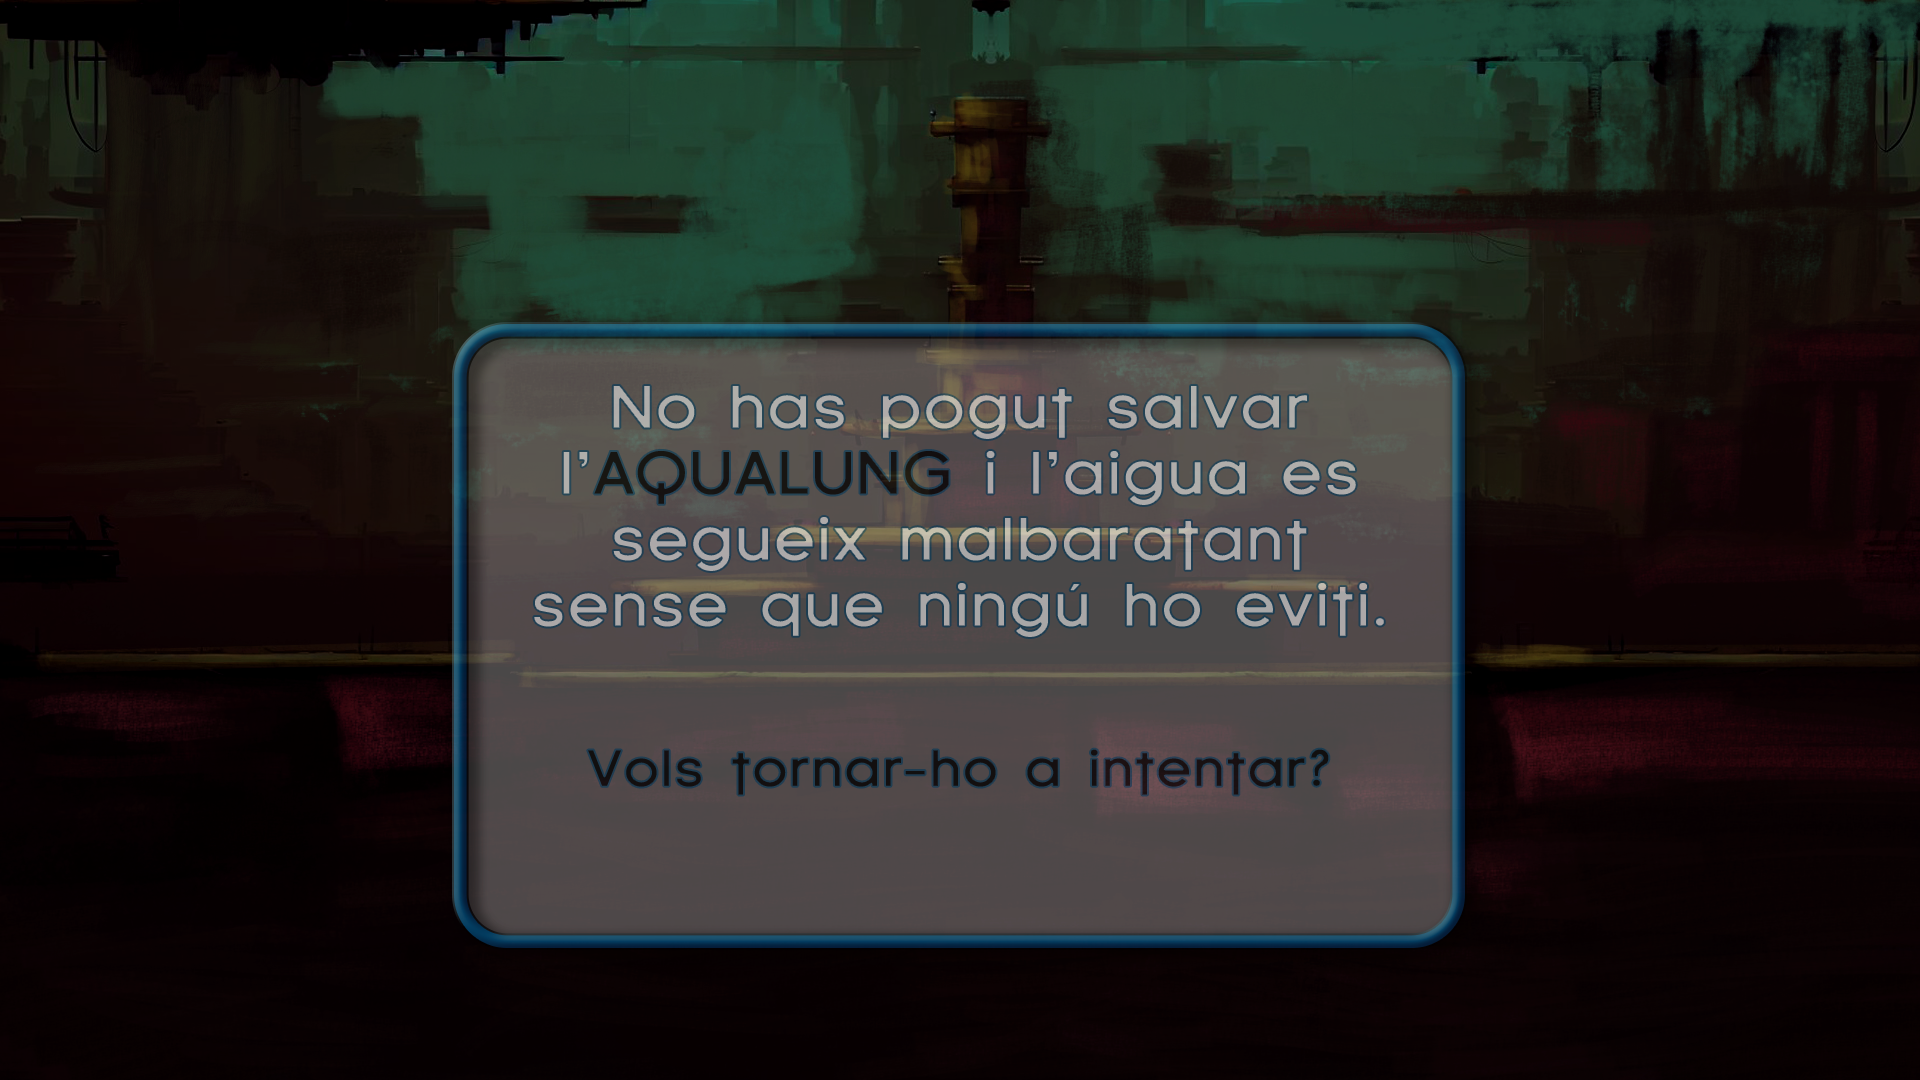 No has pogut salvar
l’AQUALUNG i l’aigua es
segueix malbaratant
sense que ningú ho eviti.
Vols tornar-ho a intentar?